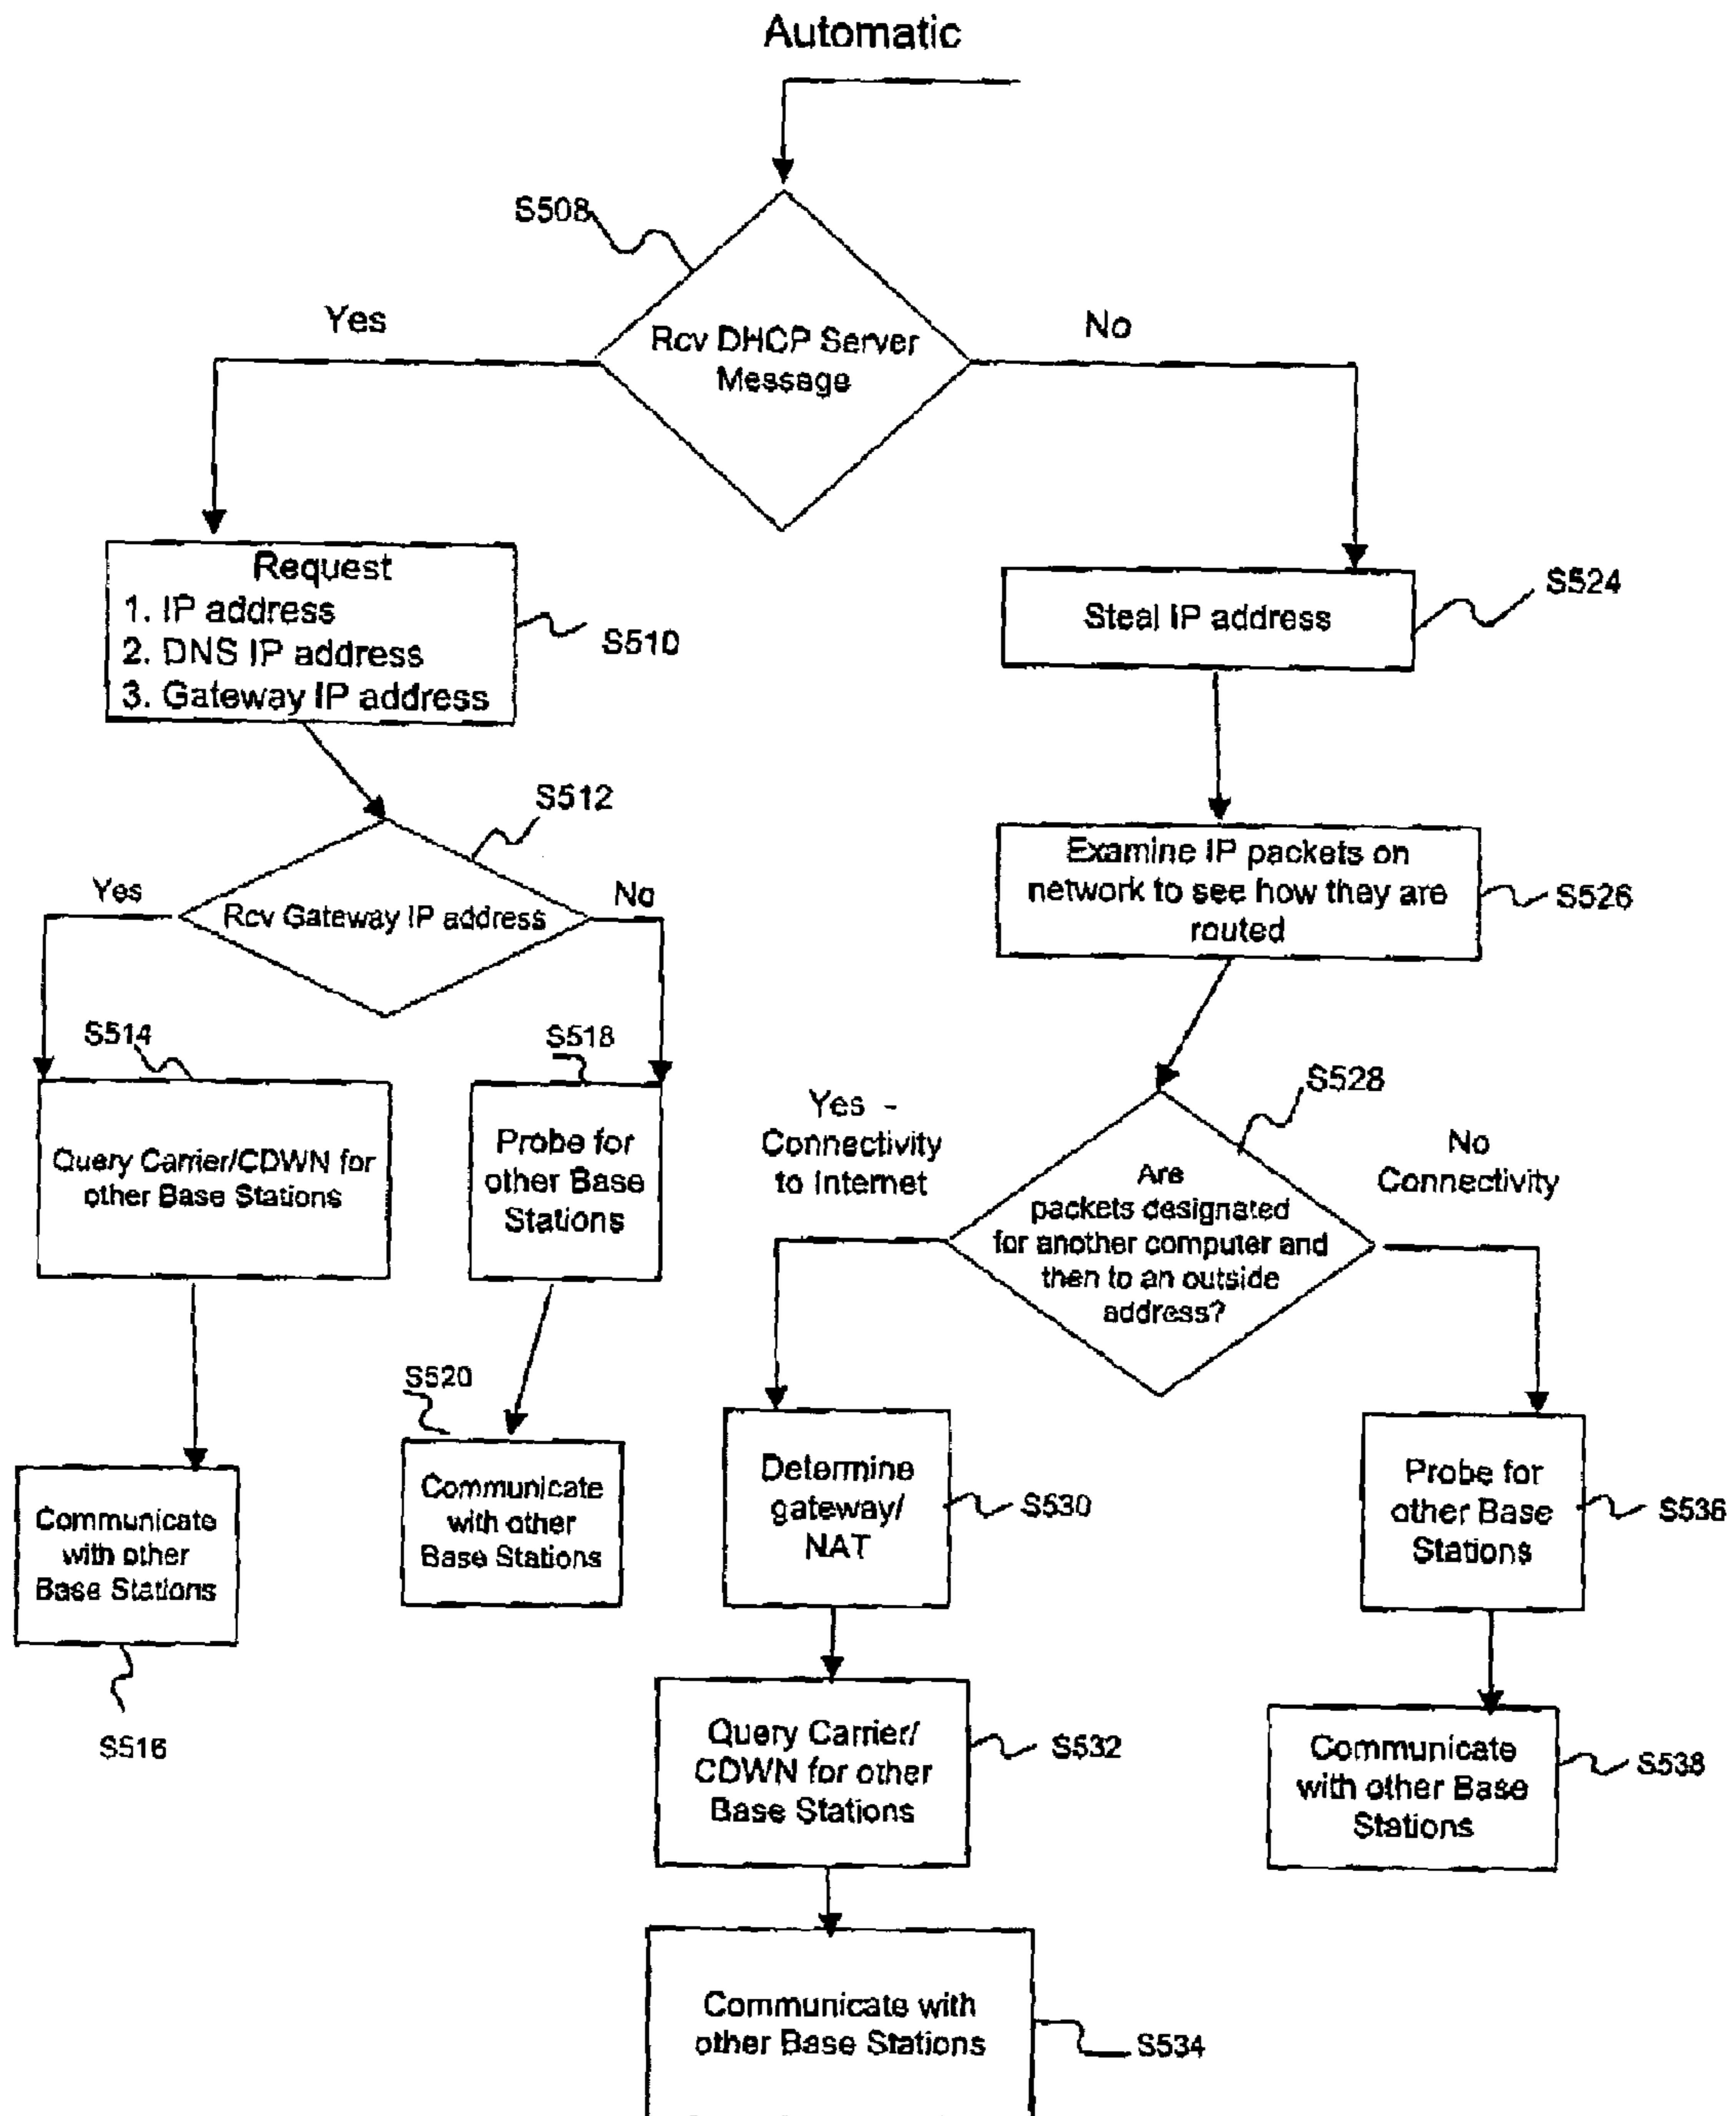 Automatic
S508
Yes
No
Rcv DHCP Server
Message
Request
1. IP address
2. DNS IP address
3. Gateway IP address
S510
Steal IP address
S524
S512
Yes
No
Rcv Gateway IP address
Examine IP packets on
network to see how they are
routed
S526
S514
S518
Query Carrier/CDWN for
other Base Stations
Probe for
other Base
Stations
S528
Yes -
Connectivity
to Internet
No
Connectivity
Are
packets designated
for another computer and
then to an outside
address?
S520
Communicate
with other
Base Stations
S516
Communicate
with other
Base Stations
Determine
gateway/
NAT
S530
Probe for
other Base
Stations
S536
Query Carrier/
CDWN for other
Base Stations
S532
Communicate
with other Base
Stations
S538
Communicate with
other Base Stations
S534